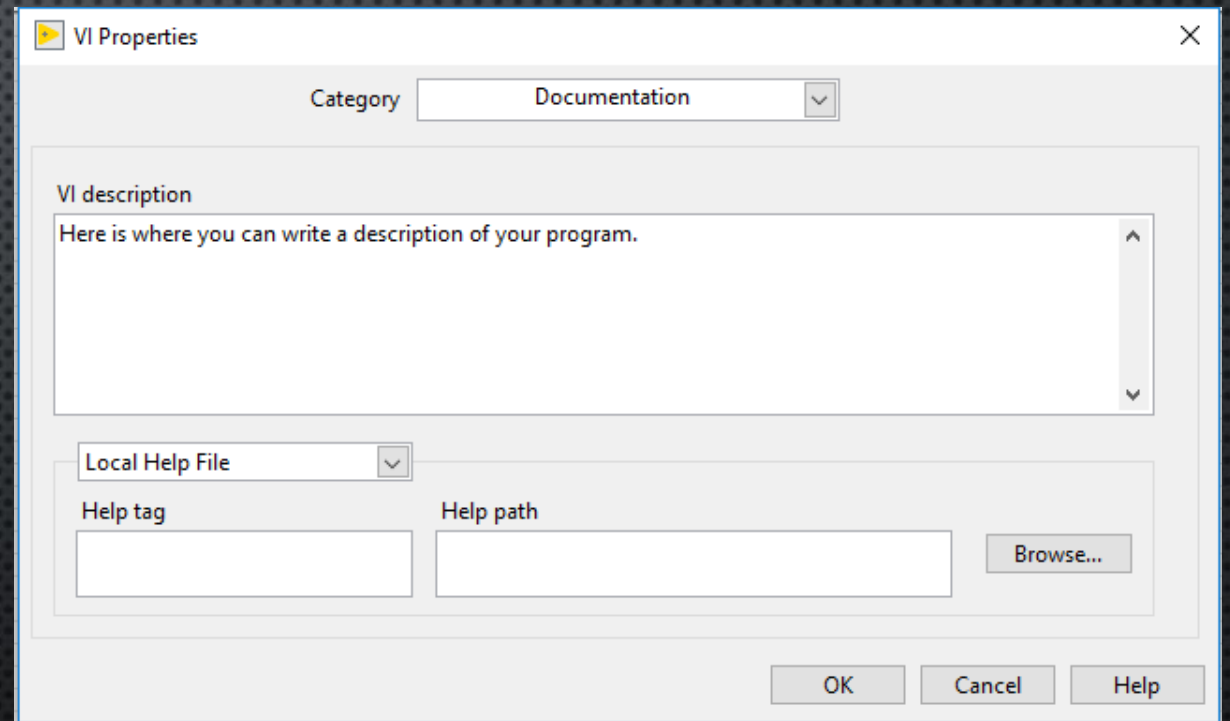 VI Properties
Category Documentation
VI description
Here is where you can write a description of your program.
Local Help File
Help tag Help path
Browse...
OK Cancel Help